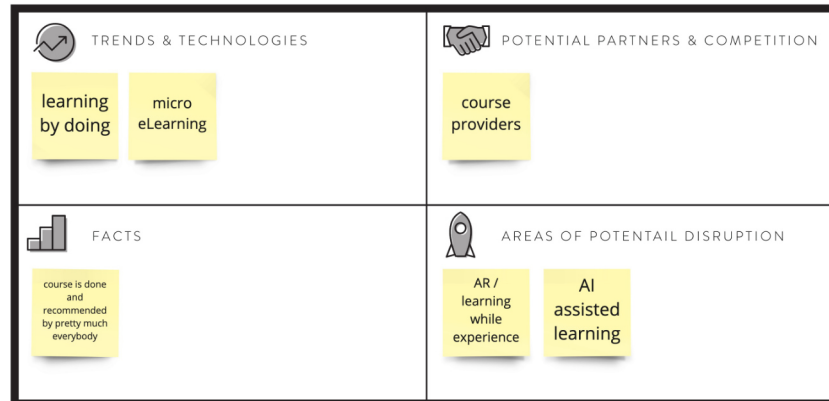 TRENDS & TECHNOLOGIES
learning
by doing
micro
eLearning
POTENTIAL PARTNERS & COMPETITION
course
providers
FACTS
course is done
and
recommended
by pretty much
everybody
AREAS OF POTENTAIL DISRUPTION
AR /
learning
while
experience
AI
assisted
learning